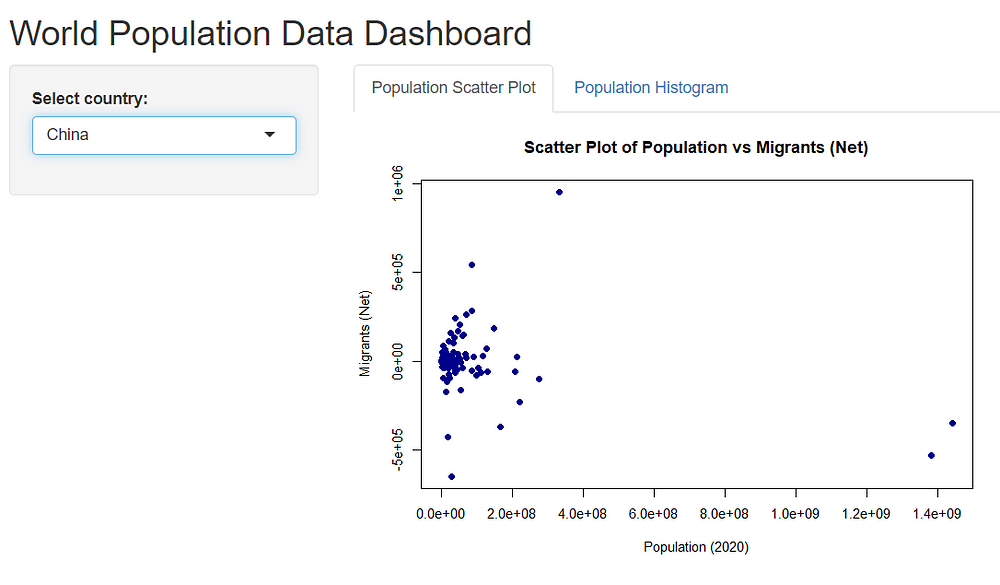 World Population Data Dashboard
Select country:
China
Population Scatter Plot
Population Histogram
Scatter Plot of Population vs Migrants (Net)
Migrants (Net)
1e+06
5e+05
0e+00
-5e+05
0.0e+00 2.0e+08 4.0e+08 6.0e+08 8.0e+08 1.0e+09 1.2e+09 1.4e+09
Population (2020)